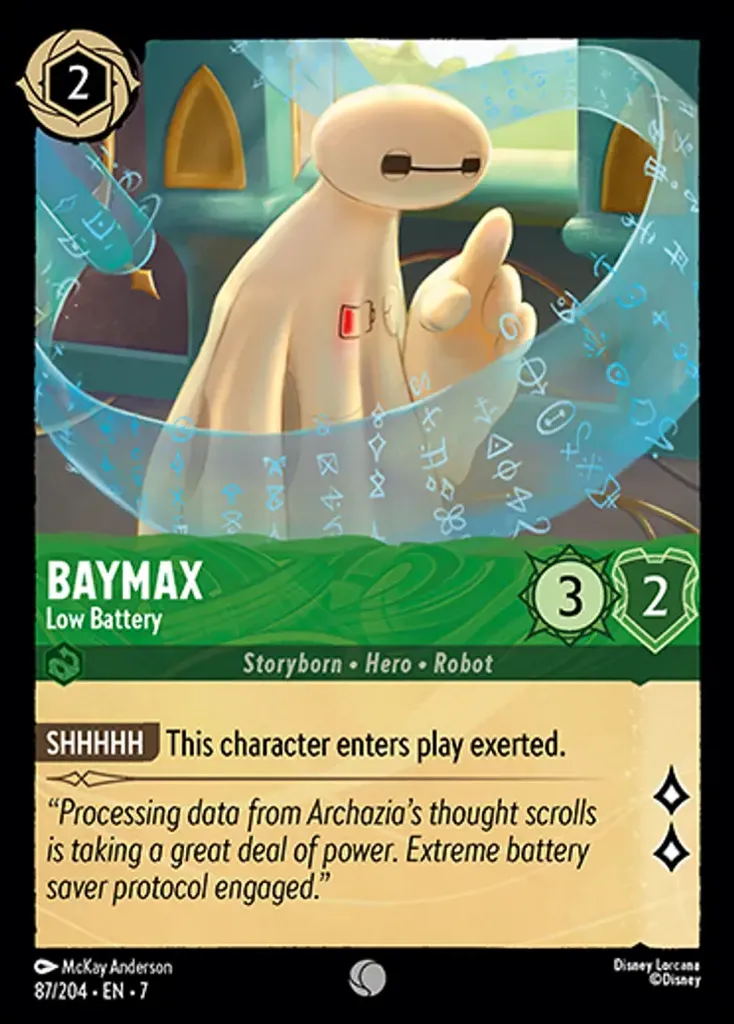 2
BAYMAX
Low Battery
3
2
Storyborn • Hero • Robot
SHHHHH This character enters play exerted.
“Processing data from Archazia’s thought scrolls
is taking a great deal of power. Extreme battery
saver protocol engaged.”
McKay Anderson
Disney Lorcana
87/204 • EN • 7
©Disney